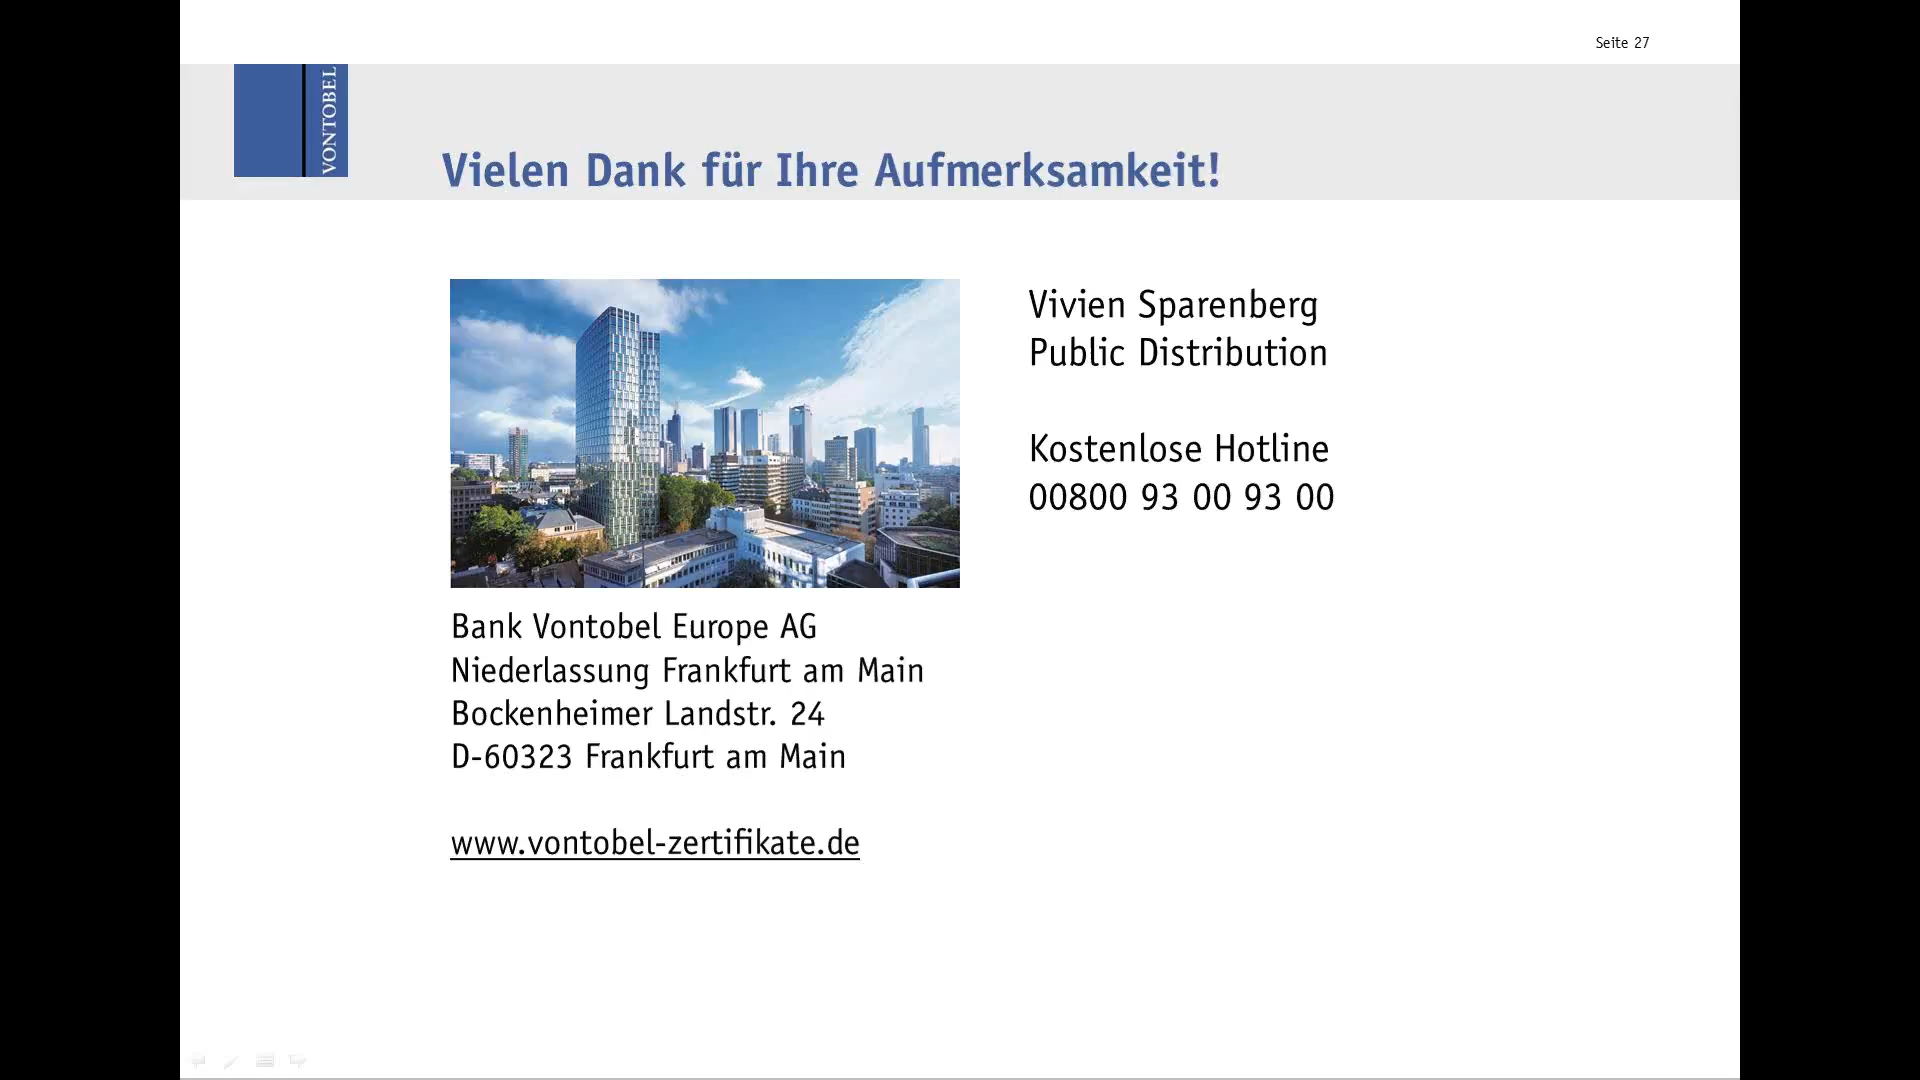 Seite 27
VONTOBEL
Vielen Dank für Ihre Aufmerksamkeit!
Vivien Sparenberg
Public Distribution
Kostenlose Hotline
00800 93 00 93 00
Bank Vontobel Europe AG
Niederlassung Frankfurt am Main
Bockenheimer Landstr. 24
D-60323 Frankfurt am Main
www.vontobel-zertifikate.de